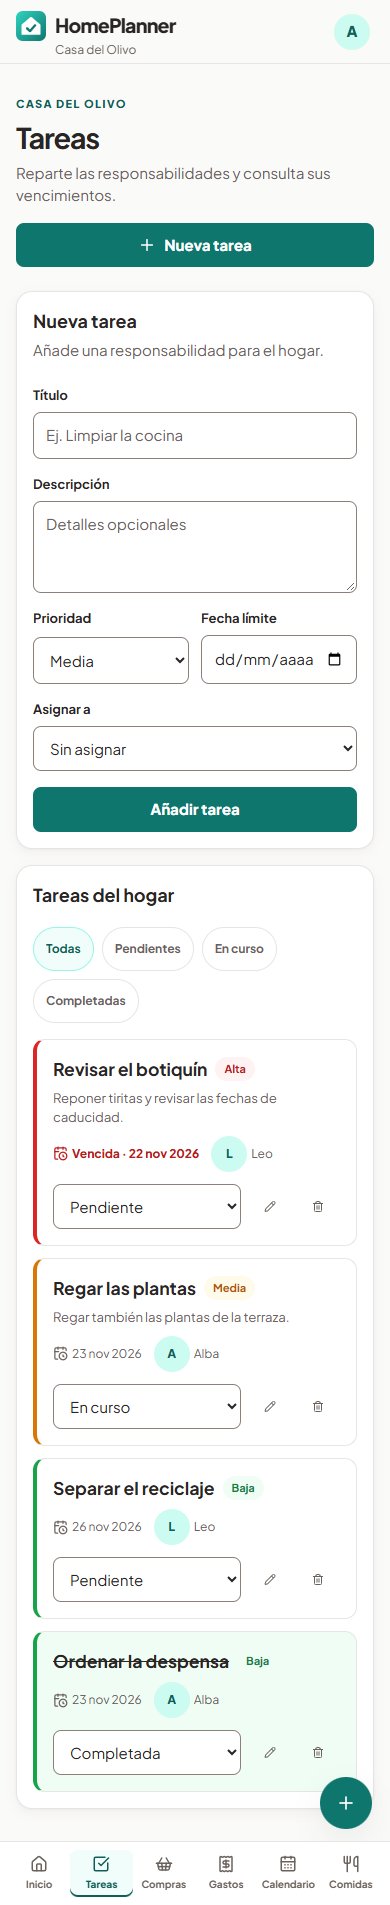 HomePlanner
Casa del Olivo
A
CASA DEL OLIVO
Tareas
Reparte las responsabilidades y consulta sus
vencimientos.
+ Nueva tarea
Nueva tarea
Añade una responsabilidad para el hogar.
Título
Ej. Limpiar la cocina
Descripción
Detalles opcionales
Prioridad
Fecha límite
Media
dd/mm/aaaa
Asignar a
Sin asignar
Añadir tarea
Tareas del hogar
Todas
Pendientes
En curso
Completadas
Revisar el botiquín Alta
Reponer tiritas y revisar las fechas de
caducidad.
Vencida · 22 nov 2026 L Leo
Pendiente
Regar las plantas Media
Regar también las plantas de la terraza.
23 nov 2026 A Alba
En curso
Separar el reciclaje Baja
26 nov 2026 L Leo
Pendiente
Ordenar la despensa Baja
23 nov 2026 A Alba
Completada
+
Inicio
Tareas
Compras
Gastos
Calendario
Comidas